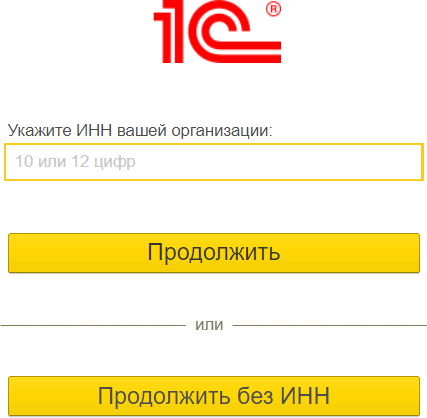 1С®
Укажите ИНН вашей организации:
10 или 12 цифр
Продолжить
или
Продолжить без ИНН